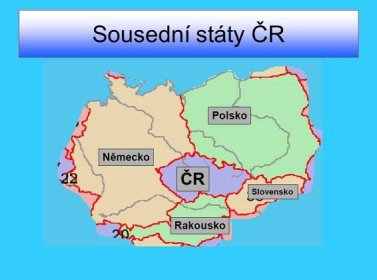 Sousední státy ČR
Polsko
Německo
ČR
22
Slovensko
Rakousko
20